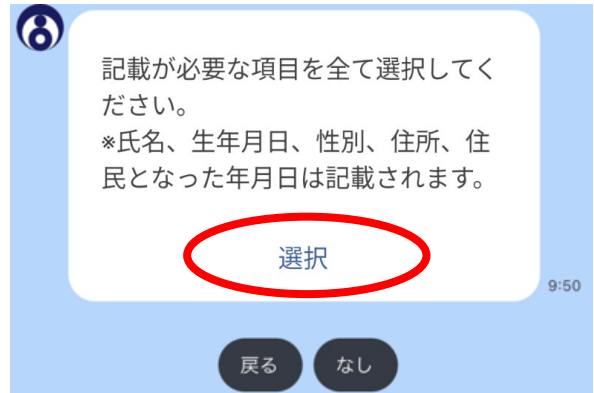 記載が必要な項目を全て選択してく
ださい。
※氏名、生年月日、性別、住所、住
民となった年月日は記載されます。
選択
9:50
戻る
なし